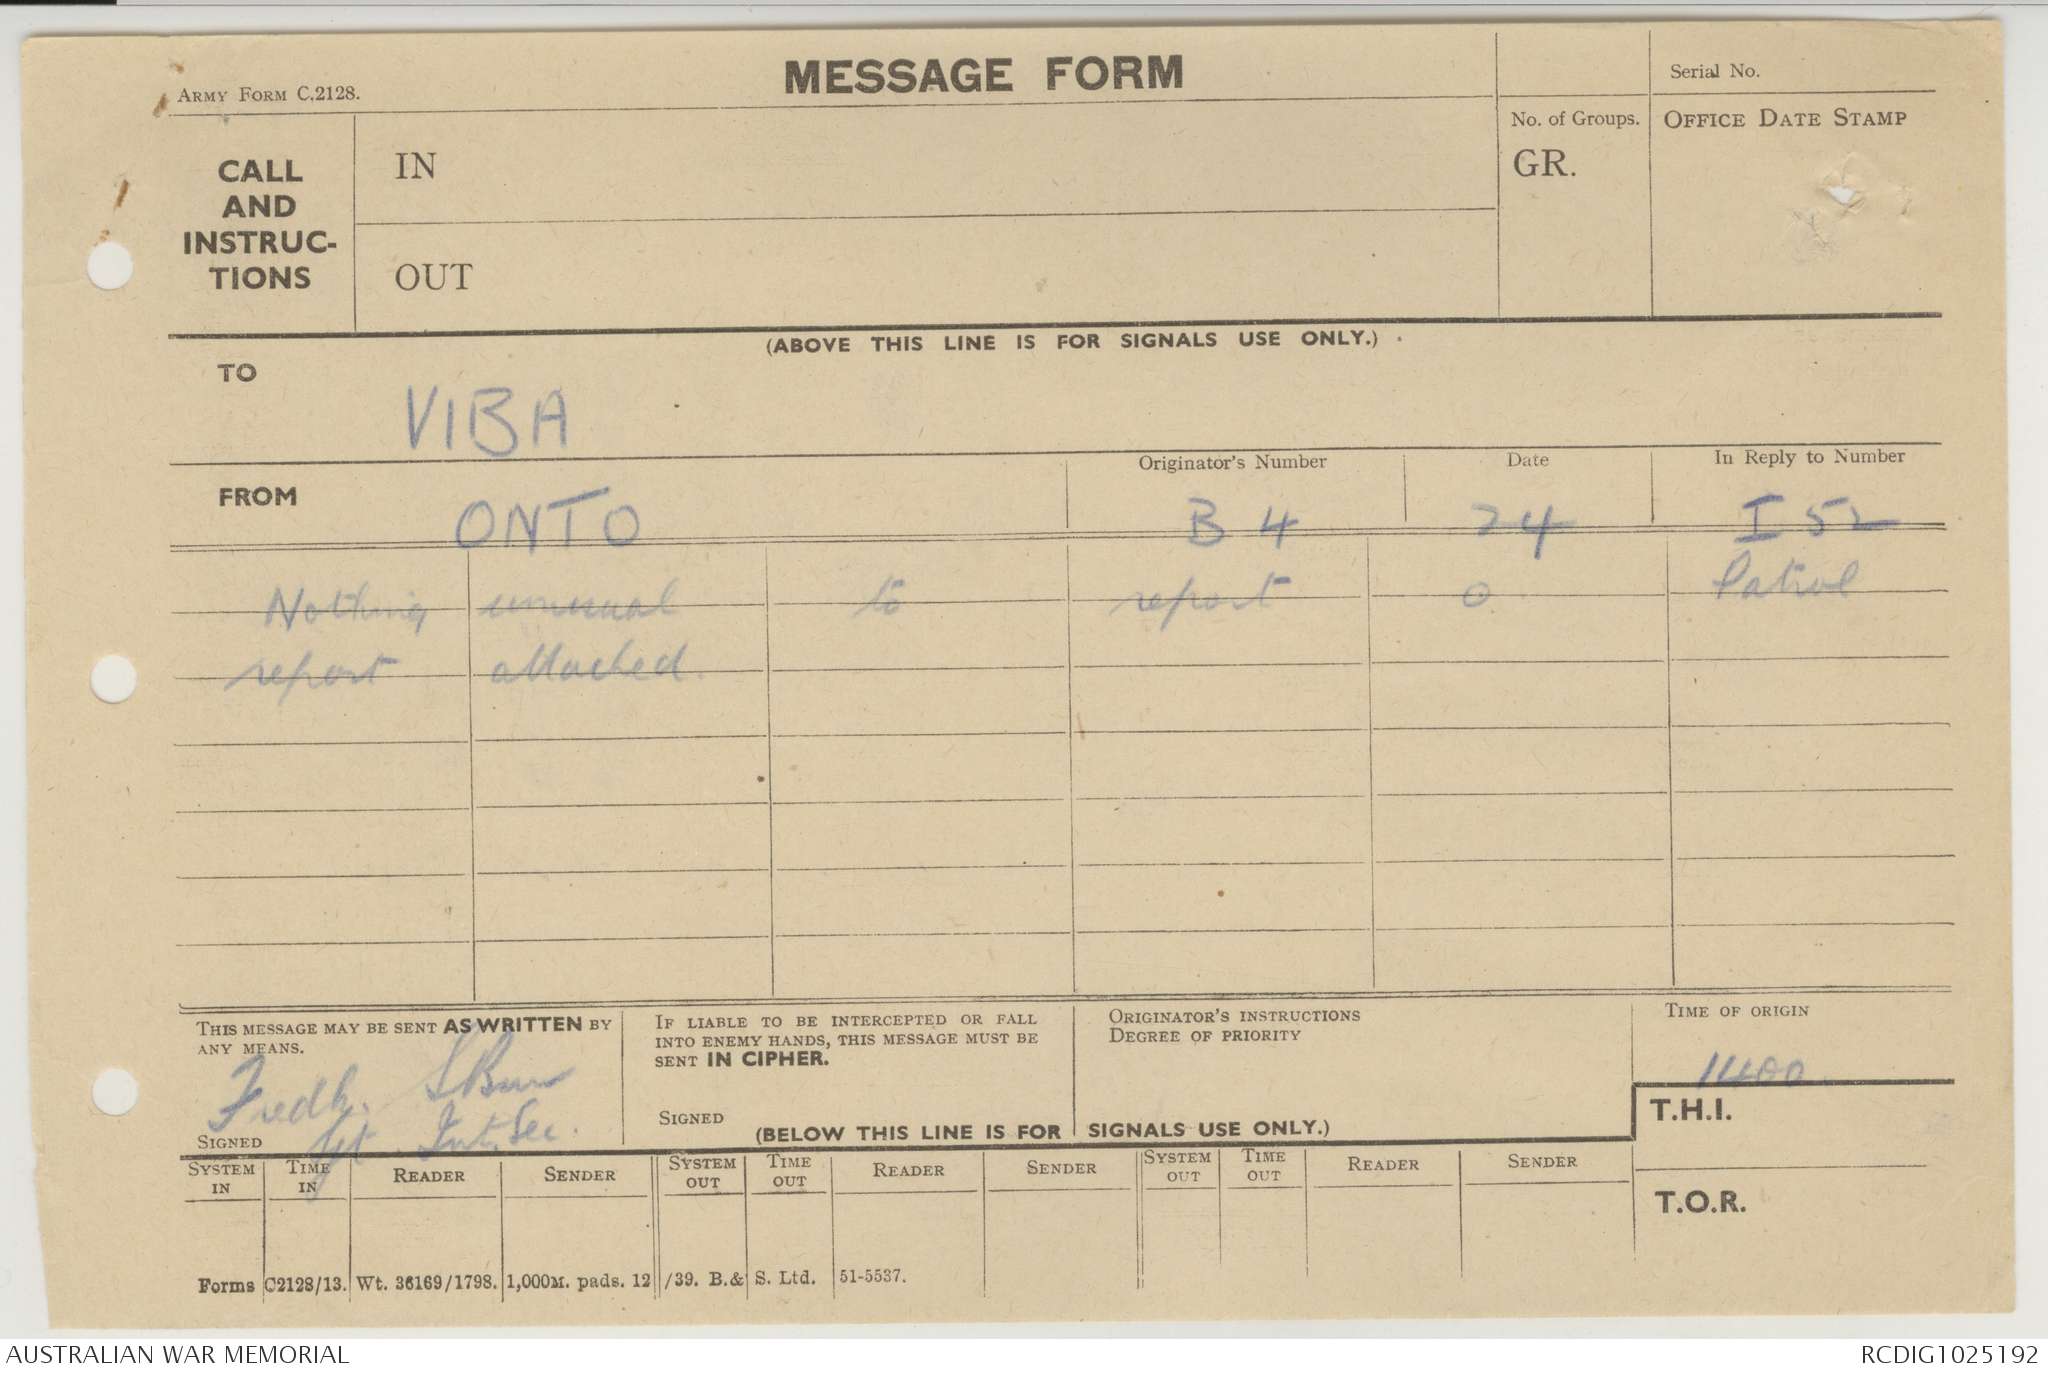 ARMY FORM C.2128.
MESSAGE FORM
Serial No.
CALL AND INSTRUC-TIONS
IN
OUT
No. of Groups.
GR.
OFFICE DATE STAMP
(ABOVE THIS LINE IS FOR SIGNALS USE ONLY.)
TO
VIBA
FROM
ONTO
Originator's Number
B 4
Date
24
In Reply to Number
I 52
Nothing unusual to report O Patrol
report attached.
THIS MESSAGE MAY BE SENT AS WRITTEN BY
ANY MEANS.
SIGNED
Lt Int. Sec.
IF LIABLE TO BE INTERCEPTED OR FALL
INTO ENEMY HANDS, THIS MESSAGE MUST BE
SENT IN CIPHER.
SIGNED
ORIGINATOR'S INSTRUCTIONS
DEGREE OF PRIORITY
TIME OF ORIGIN
1400
T.H.I.
(BELOW THIS LINE IS FOR SIGNALS USE ONLY.)
SYSTEM IN TIME IN READER SENDER SYSTEM OUT TIME OUT READER SENDER SYSTEM OUT TIME OUT READER SENDER
T.O.R.
Forms C2128/13. Wt. 36169/1798. 1,000M. pads. 12/39. B.& S. Ltd. 51-5537.
AUSTRALIAN WAR MEMORIAL
RCDIG1025192